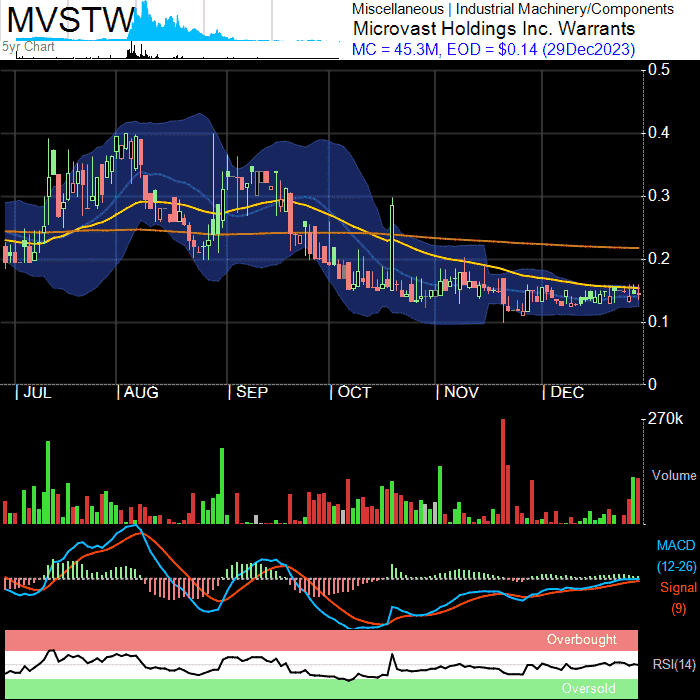 MVSTW
5yr Chart
Miscellaneous | Industrial Machinery/Components
Microvast Holdings Inc. Warrants
MC = 45.3M, EOD = $0.14 (29Dec2023)
0.5
0.4
0.3
0.2
0.1
0
| JUL | AUG | SEP | OCT | NOV | DEC
-270k
Volume
MACD
(12-26)
Signal
(9)
Overbought
RSI(14)
Oversold